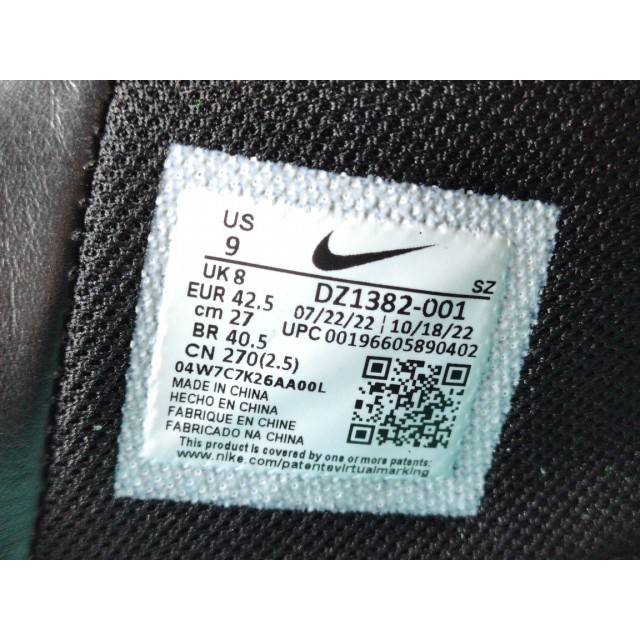 US
9
SZ
UK 8
EUR 42.5
cm 27
BR 40.5
CN 270(2.5)
DZ1382-001
07/22/22 | 10/18/22
UPC 00196605890402
04W7C7K26AA00L
MADE IN CHINA
HECHO EN CHINA
FABRIQUE EN CHINE
FABRICADO NA CHINA
This product is covered by one or more patents:
www.nike.com/patentsvirtualmarking